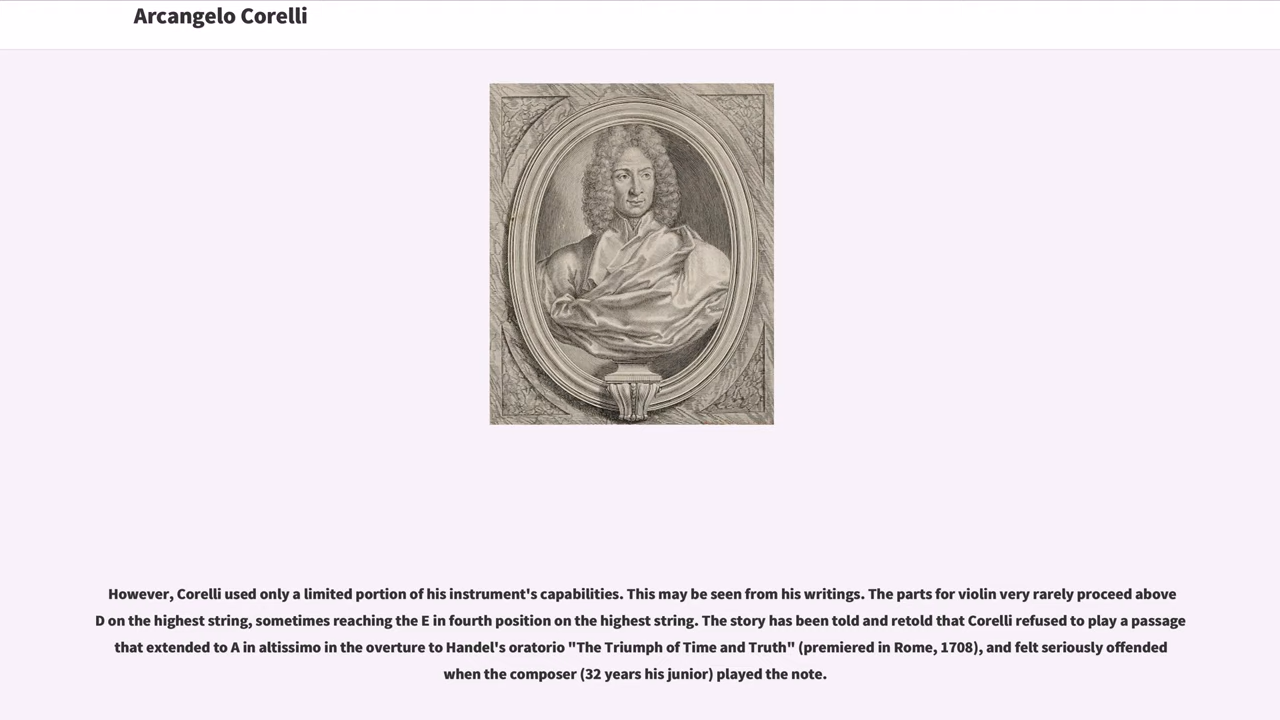 Arcangelo Corelli
However, Corelli used only a limited portion of his instrument's capabilities. This may be seen from his writings. The parts for violin very rarely proceed above
D on the highest string, sometimes reaching the E in fourth position on the highest string. The story has been told and retold that Corelli refused to play a passage
that extended to A in altissimo in the overture to Handel's oratorio "The Triumph of Time and Truth" (premiered in Rome, 1708), and felt seriously offended
when the composer (32 years his junior) played the note.